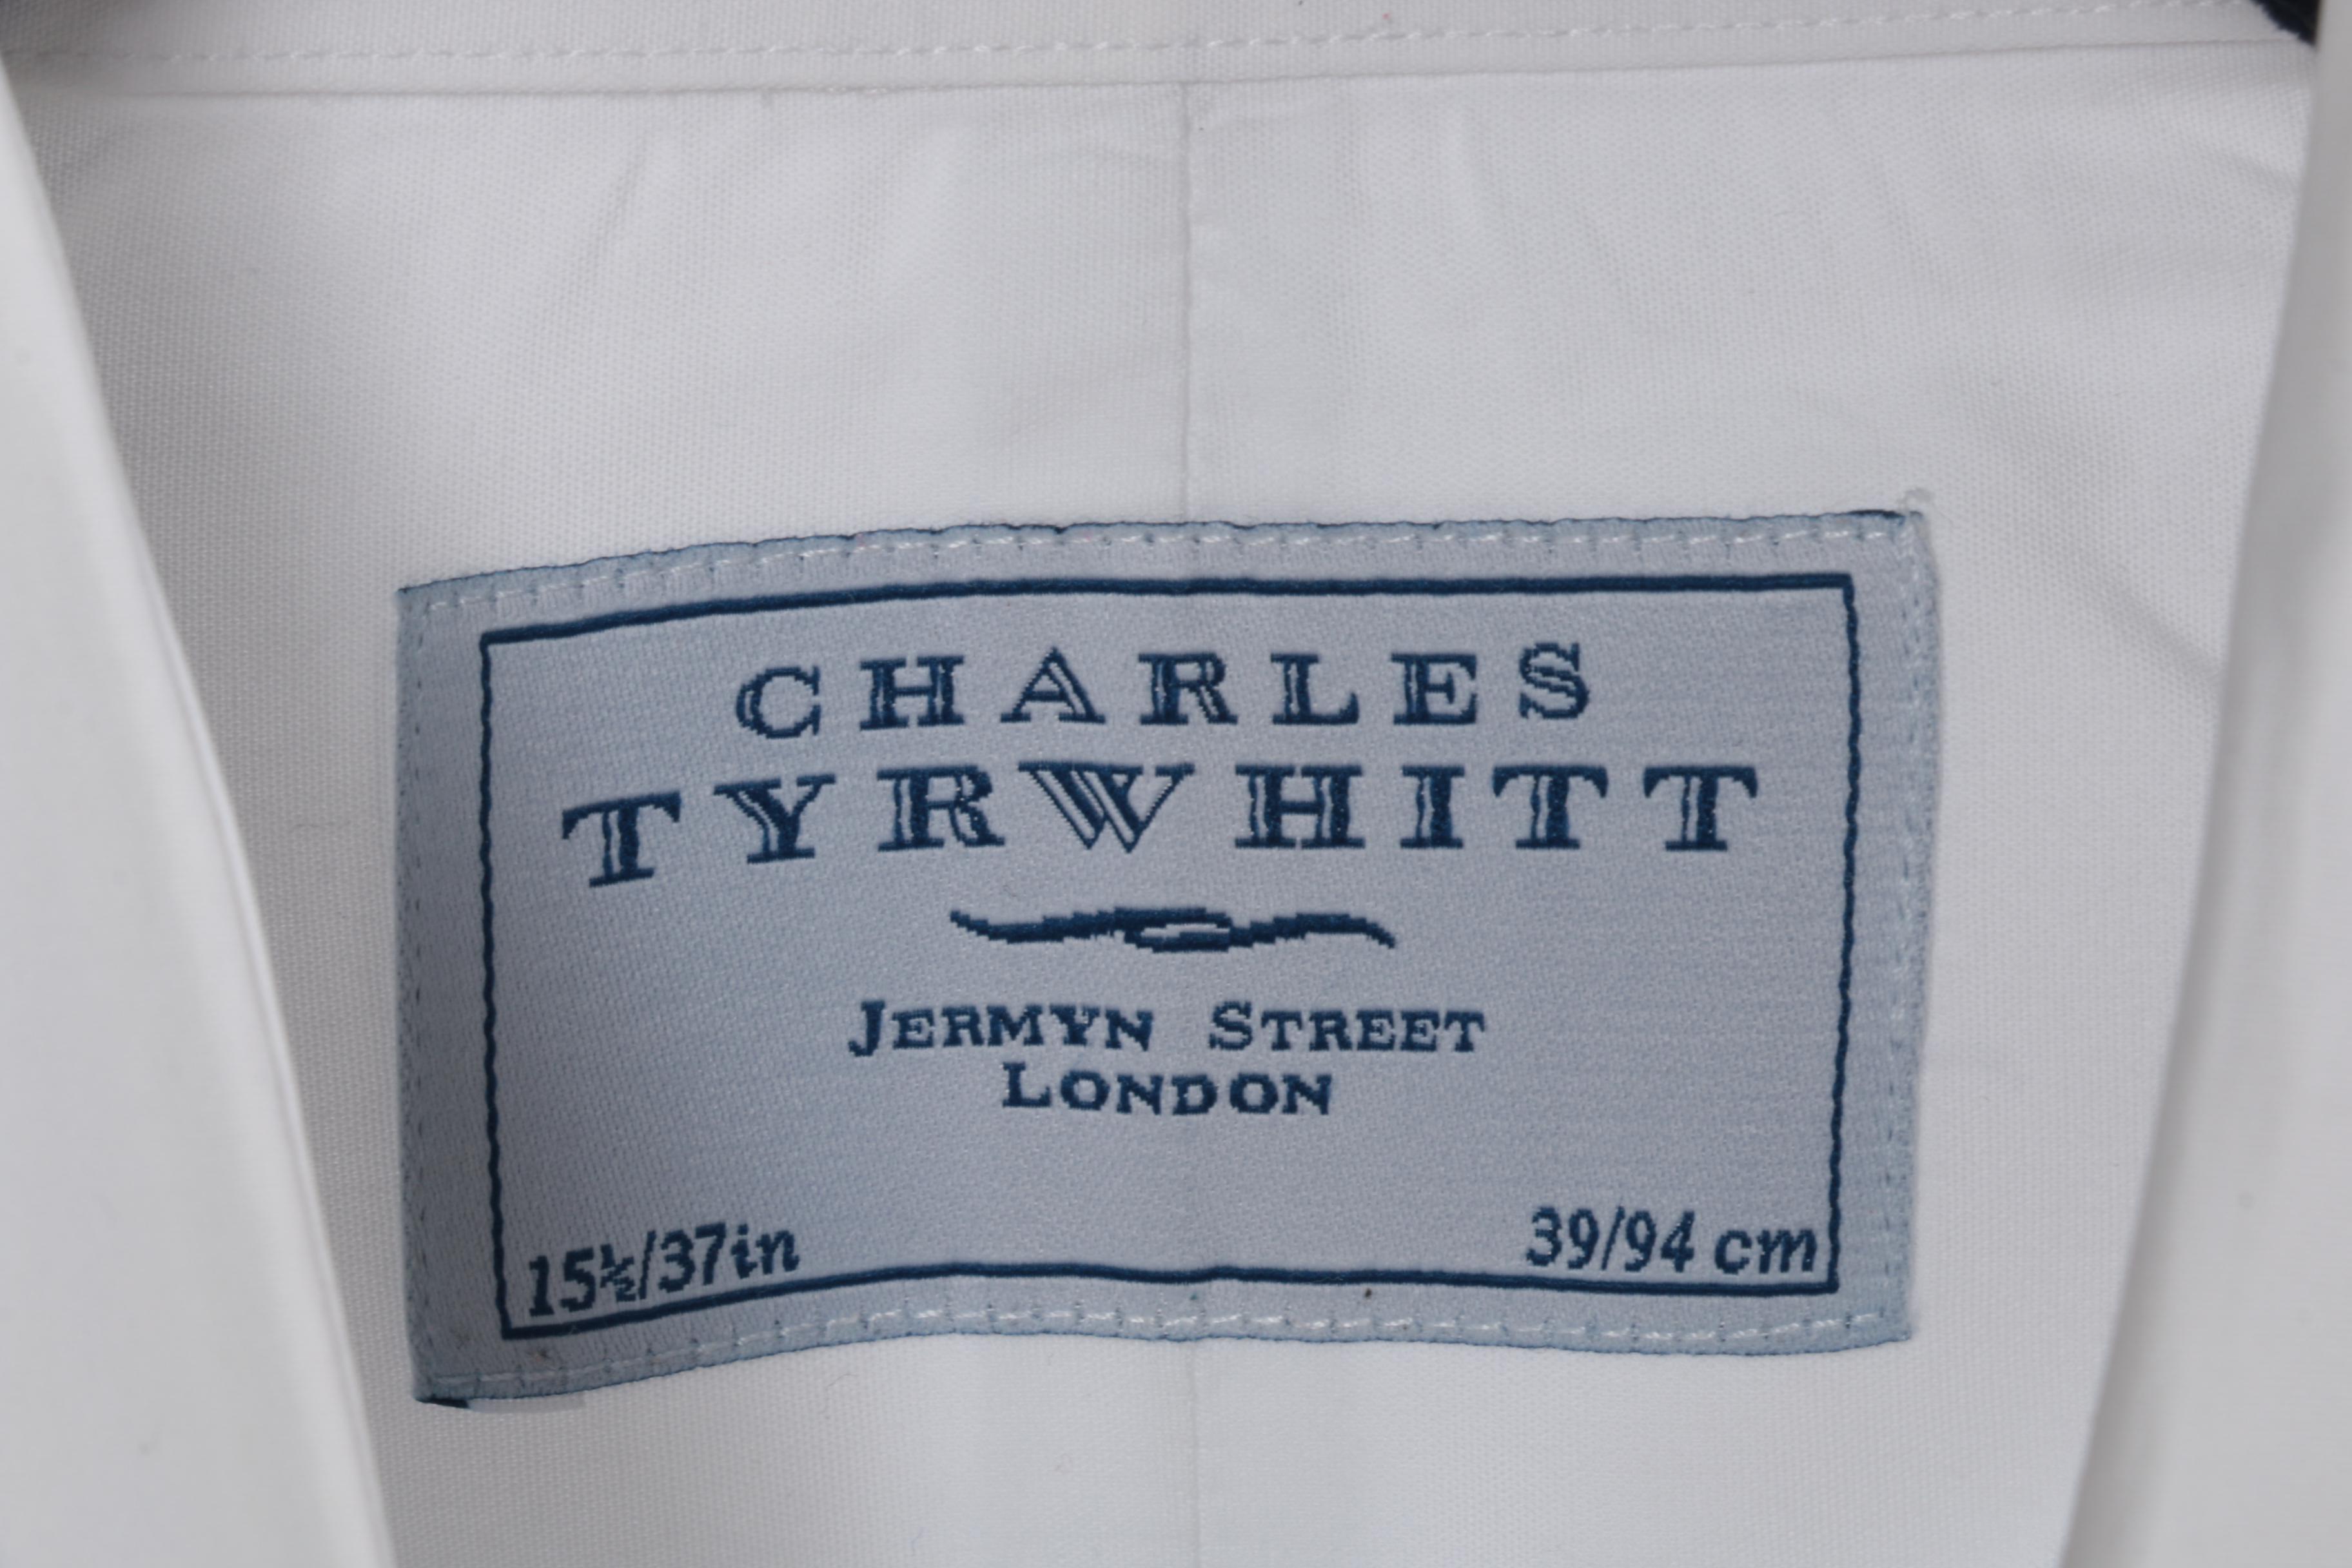 CHARLES
TYRWHITT
JERMYN STREET
LONDON
15½/37in 39/94 cm